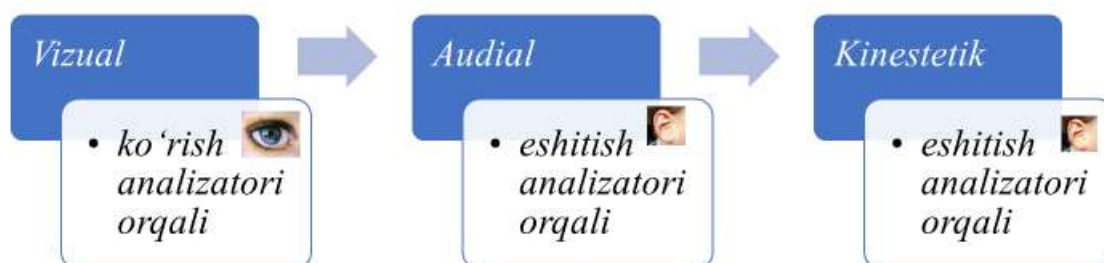 Vizual
• ko‘rish
analizatori
orqali
Audial
• eshitish
analizatori
orqali
Kinestetik
• eshitish
analizatori
orqali